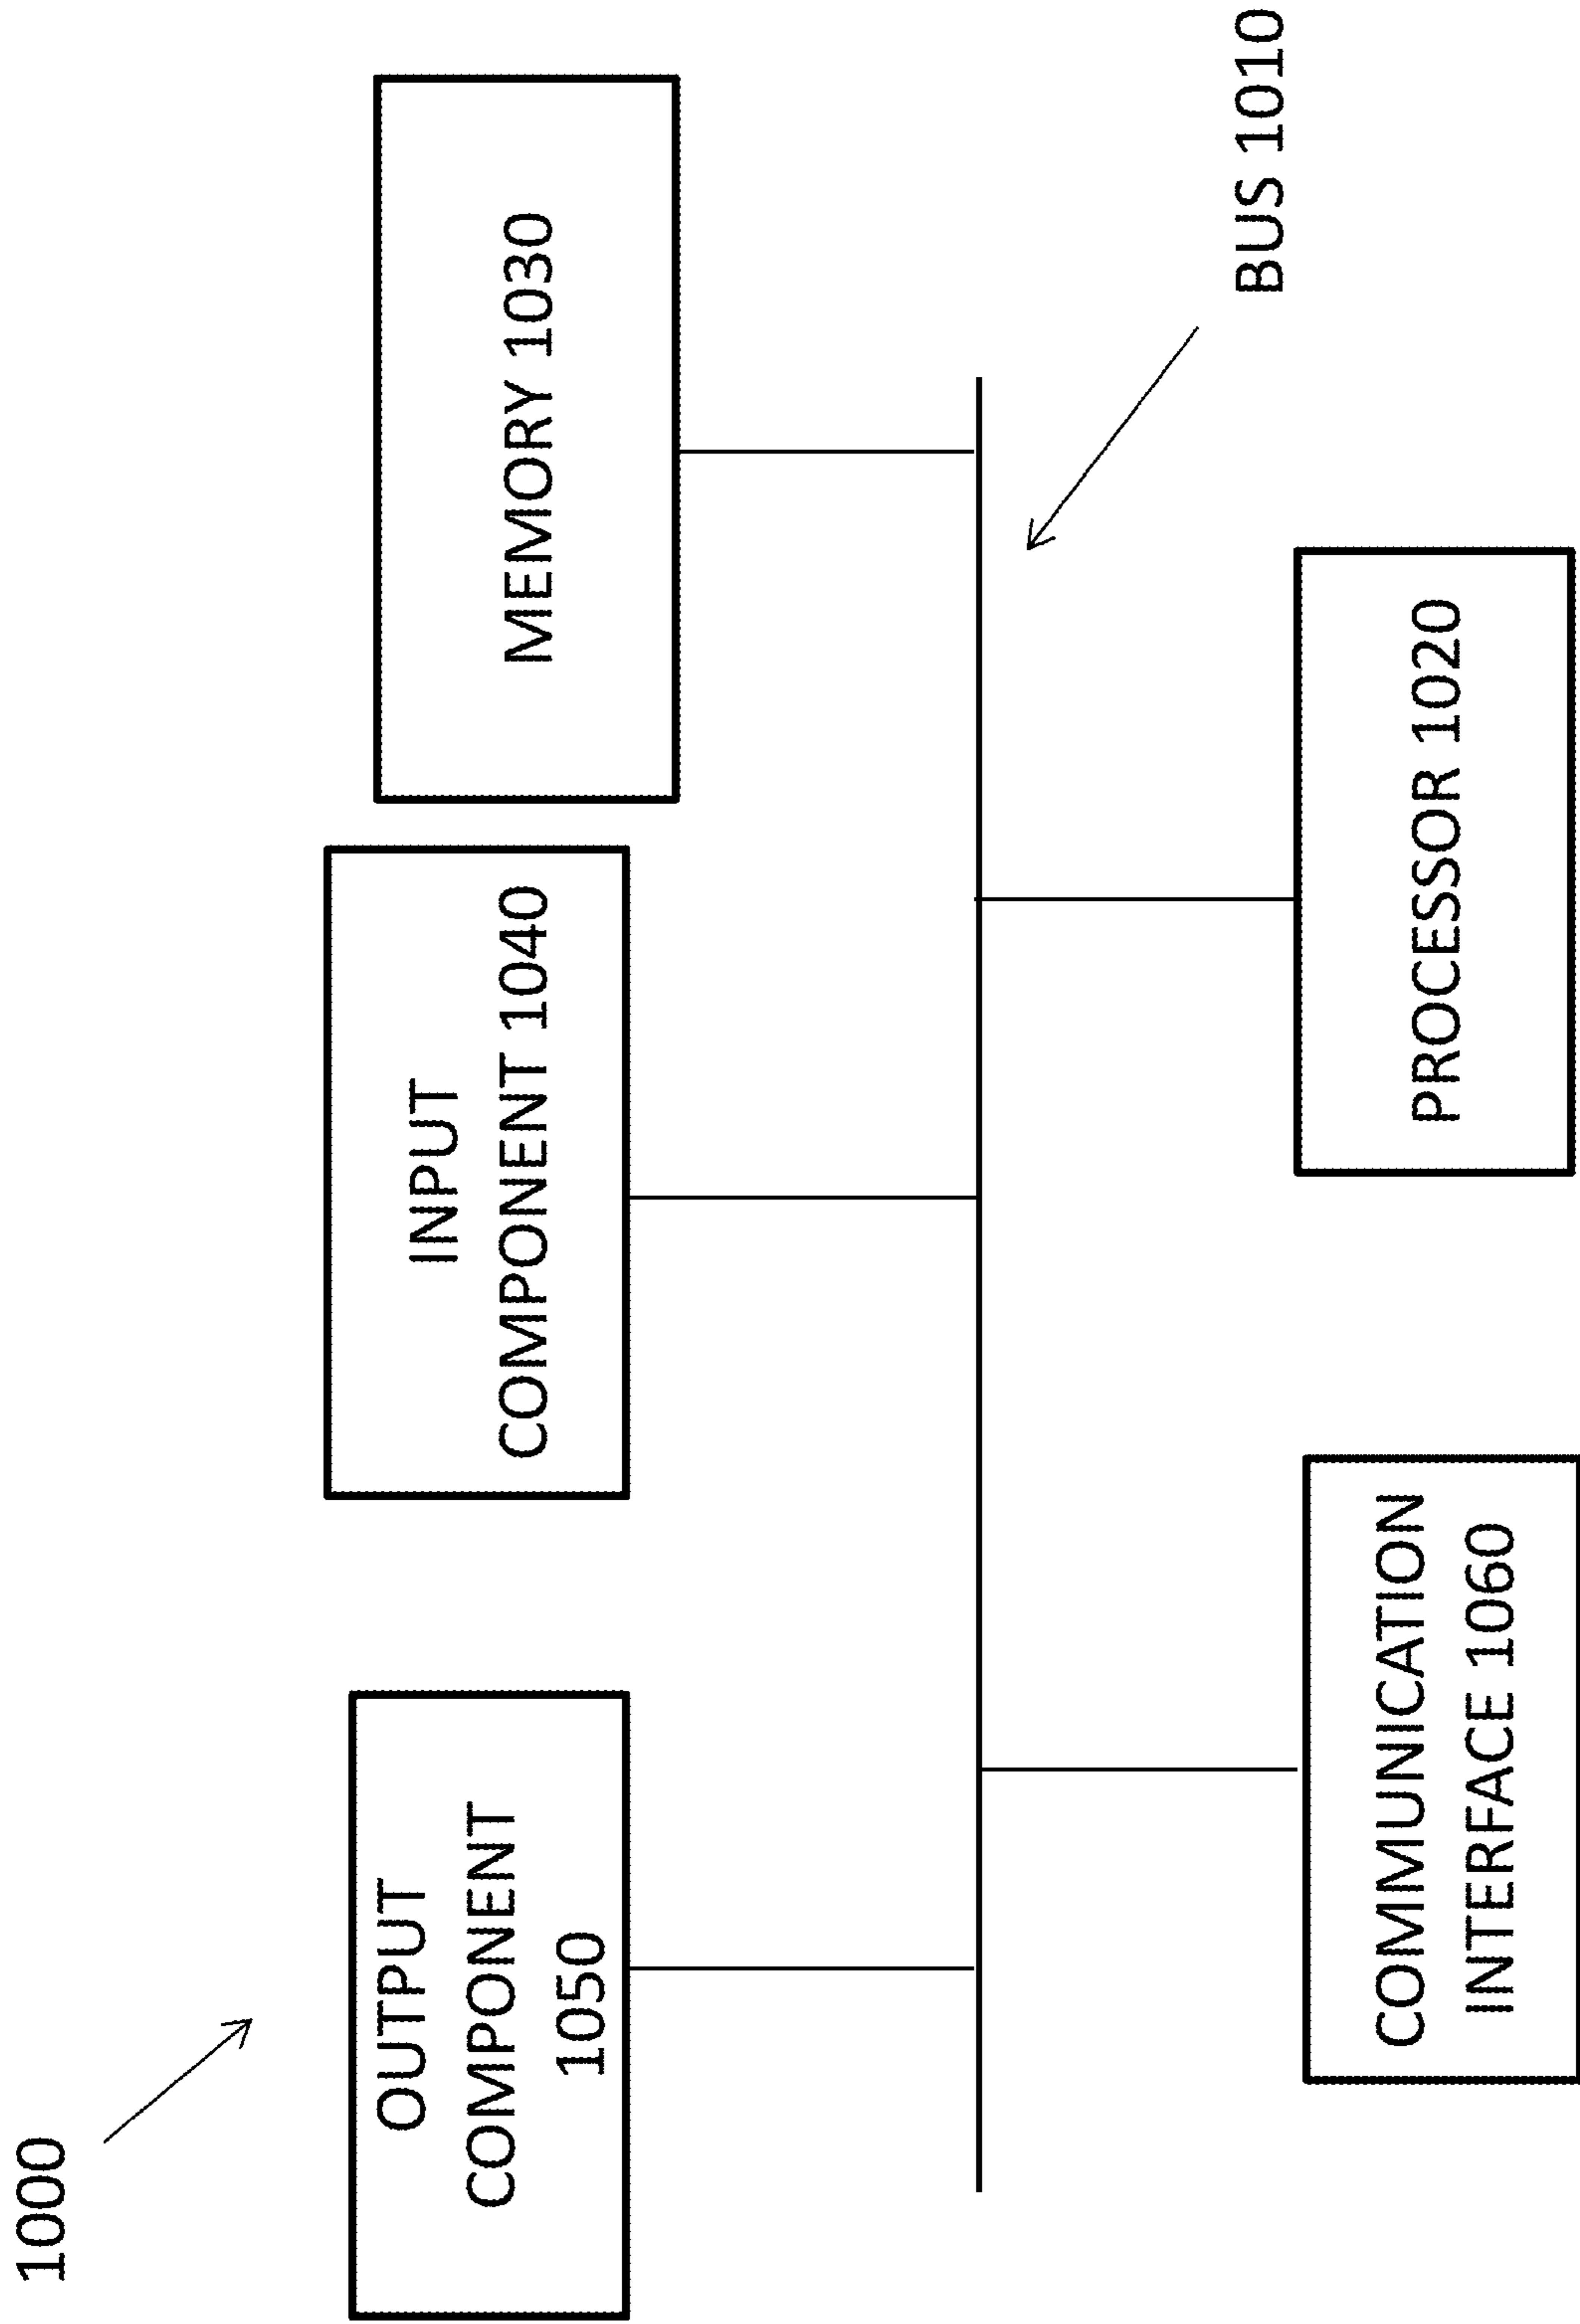 1000
OUTPUT
COMPONENT
1050
INPUT
COMPONENT 1040
MEMORY 1030
BUS 1010
COMMUNICATION
INTERFACE 1060
PROCESSOR 1020